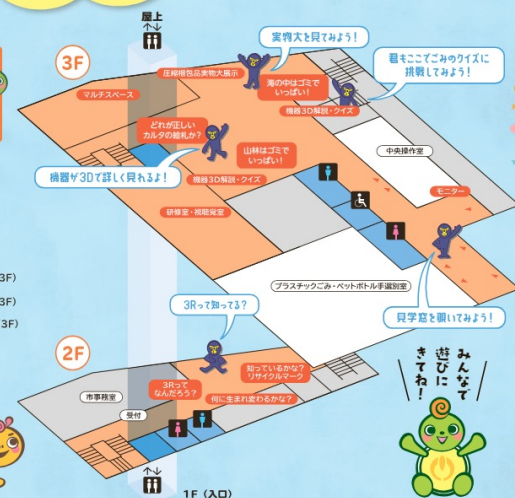 屋上
3F
実物大を見てみよう!
君もここでごみのクイズに
挑戦してみよう!
圧縮梱包品実物大展示
マルチスペース
海の中はゴミで
いっぱい!
機器3D解説・クイズ
どれが正しい
カルタの絵札か?
山林はゴミで
いっぱい!
中央操作室
機器が3Dで詳しく見れるよ!
機器3D解説・クイズ
モニター
研修室・視聴覚室
3F)
3F)
3F)
プラスチックごみ・ペットボトル手選別室
見学窓を覗いてみよう!
3Rって知ってる?
2F
みんなで
遊びに
きてね!
知っているかな?
リサイクルマーク
市事務室
3Rって
なんだろう?
何に生まれ変わるかな?
受付
1F(入口)